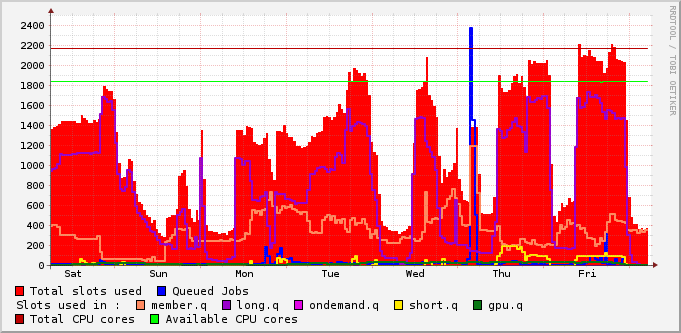 RRDTOOL / TOBI OETIKER
2400
2200
2000
1800
1600
1400
1200
1000
800
600
400
200
0
Sat Sun Mon Tue Wed Thu Fri
Total slots used Queued Jobs
Slots used in : member.q long.q ondemand.q short.q gpu.q
Total CPU cores Available CPU cores